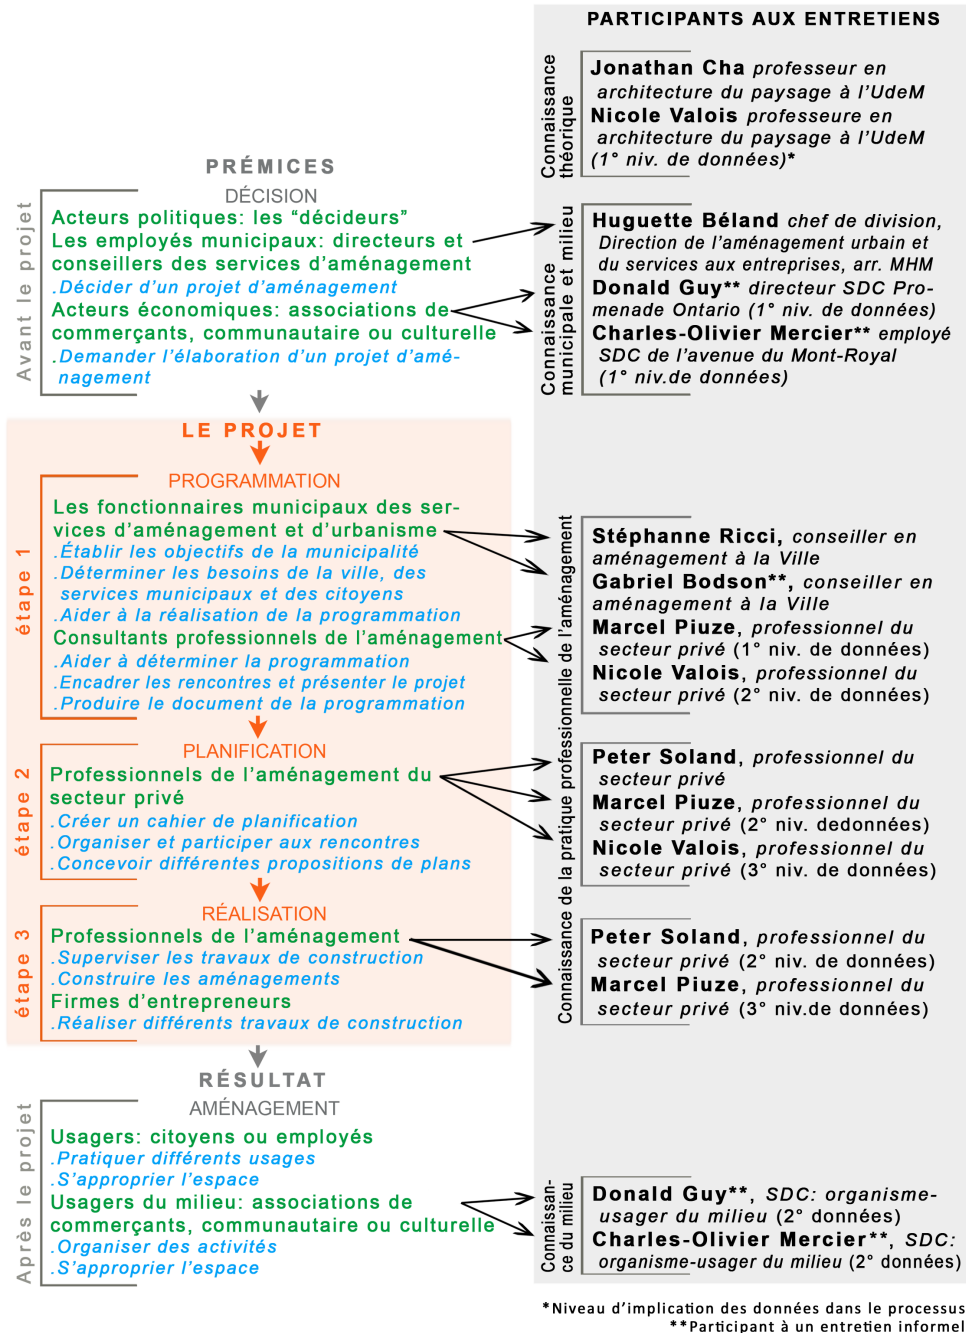 PARTICIPANTS AUX ENTRETIENS
Connaissance
théorique
Jonathan Cha professeur en
architecture du paysage à l'UdeM
Nicole Valois professeure en
architecture du paysage à l'UdeM
(1° niv. de données)*
PRÉMICES
Avant le projet
DÉCISION
Acteurs politiques: les "décideurs"
Les employés municipaux: directeurs et
conseillers des services d'aménagement
.Décider d'un projet d'aménagement
Acteurs économiques: associations de
commerçants, communautaire ou culturelle
.Demander l'élaboration d'un projet d'amé-
nagement
Connaissance
municipale et milieu
Huguette Béland chef de division,
Direction de l'aménagement urbain et
du services aux entreprises, arr. MHM
Donald Guy** directeur SDC Pro-
menade Ontario (1° niv. de données)
Charles-Olivier Mercier** employé
SDC de l'avenue du Mont-Royal
(1° niv.de données)
LE PROJET
étape 1
PROGRAMMATION
Les fonctionnaires municipaux des ser-
vices d'aménagement et d'urbanisme
.Établir les objectifs de la municipalité
.Déterminer les besoins de la ville, des
services municipaux et des citoyens
.Aider à la réalisation de la programmation
Consultants professionnels de l'aménagement
.Aider à déterminer la programmation
.Encadrer les rencontres et présenter le projet
.Produire le document de la programmation
Connaissance de la pratique professionnelle de l'aménagement
Stéphanne Ricci, conseiller en
aménagement à la Ville
Gabriel Bodson**, conseiller en
aménagement à la Ville
Marcel Piuze, professionnel du
secteur privé (1° niv. de données)
Nicole Valois, professionnel du
secteur privé (2° niv. de données)
étape 2
PLANIFICATION
Professionnels de l'aménagement du
secteur privé
.Créer un cahier de planification
.Organiser et participer aux rencontres
.Concevoir différentes propositions de plans
Peter Soland, professionnel du
secteur privé
Marcel Piuze, professionnel du
secteur privé (2° niv. dedonnées)
Nicole Valois, professionnel du
secteur privé (3° niv. de données)
étape 3
RÉALISATION
Professionnels de l'aménagement
.Superviser les travaux de construction
.Construire les aménagements
Firmes d'entrepreneurs
.Réaliser différents travaux de construction
Peter Soland, professionnel du
secteur privé (2° niv. de données)
Marcel Piuze, professionnel du
secteur privé (3° niv.de données)
RÉSULTAT
Après le projet
AMÉNAGEMENT
Usagers: citoyens ou employés
.Pratiquer différents usages
.S'approprier l'espace
Usagers du milieu: associations de
commerçants, communautaire ou culturelle
.Organiser des activités
.S'approprier l'espace
Connaissan-
ce du milieu
Donald Guy**, SDC: organisme-
usager du milieu (2° données)
Charles-Olivier Mercier**, SDC:
organisme-usager du milieu (2° données)
*Niveau d'implication des données dans le processus
**Participant à un entretien informel